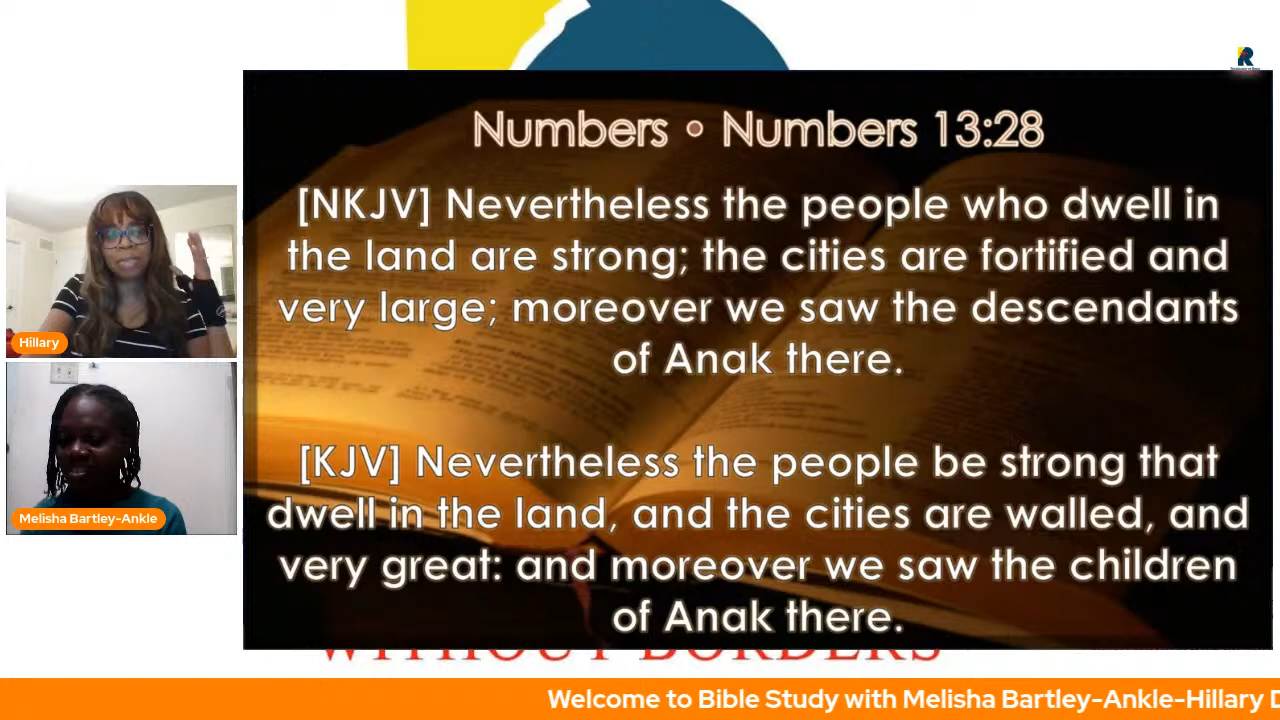 Numbers • Numbers 13:28
[NKJV] Nevertheless the people who dwell in
the land are strong; the cities are fortified and
very large; moreover we saw the descendants
of Anak there.
[KJV] Nevertheless the people be strong that
dwell in the land, and the cities are walled, and
very great: and moreover we saw the children
of Anak there.
Hillary
Melisha Bartley-Ankle
WITHOUT BORDERS
Welcome to Bible Study with Melisha Bartley-Ankle-Hillary D